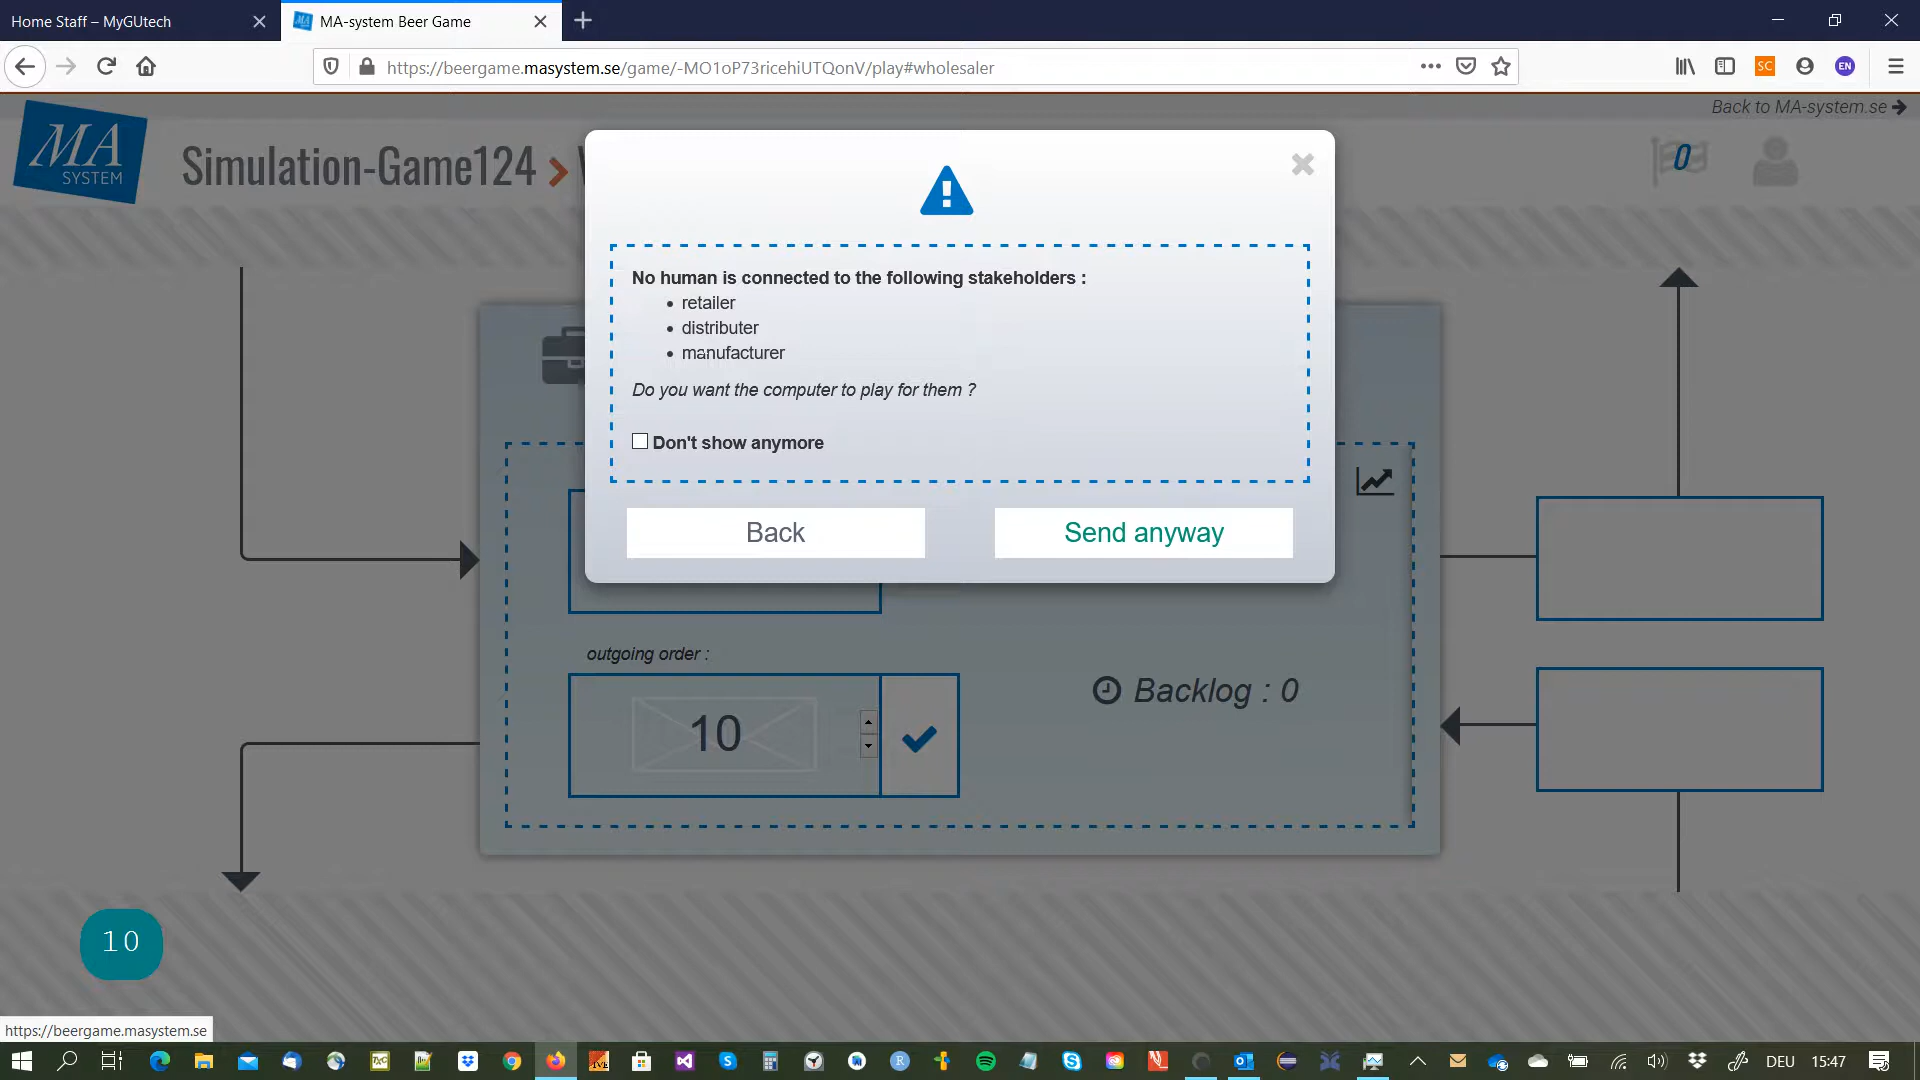 Home Staff – MyGUtech
MA-system Beer Game
https://beergame.masystem.se/game/-MO1oP73ricehiUTQonV/play#wholesaler
SC
EN
Back to MA-system.se
MA
SYSTEM
Simulation-Game124
0
No human is connected to the following stakeholders :
• retailer
• distributer
• manufacturer
Do you want the computer to play for them ?
Don't show anymore
Back
Send anyway
outgoing order :
10
Backlog : 0
10
https://beergame.masystem.se
DEU
15:47